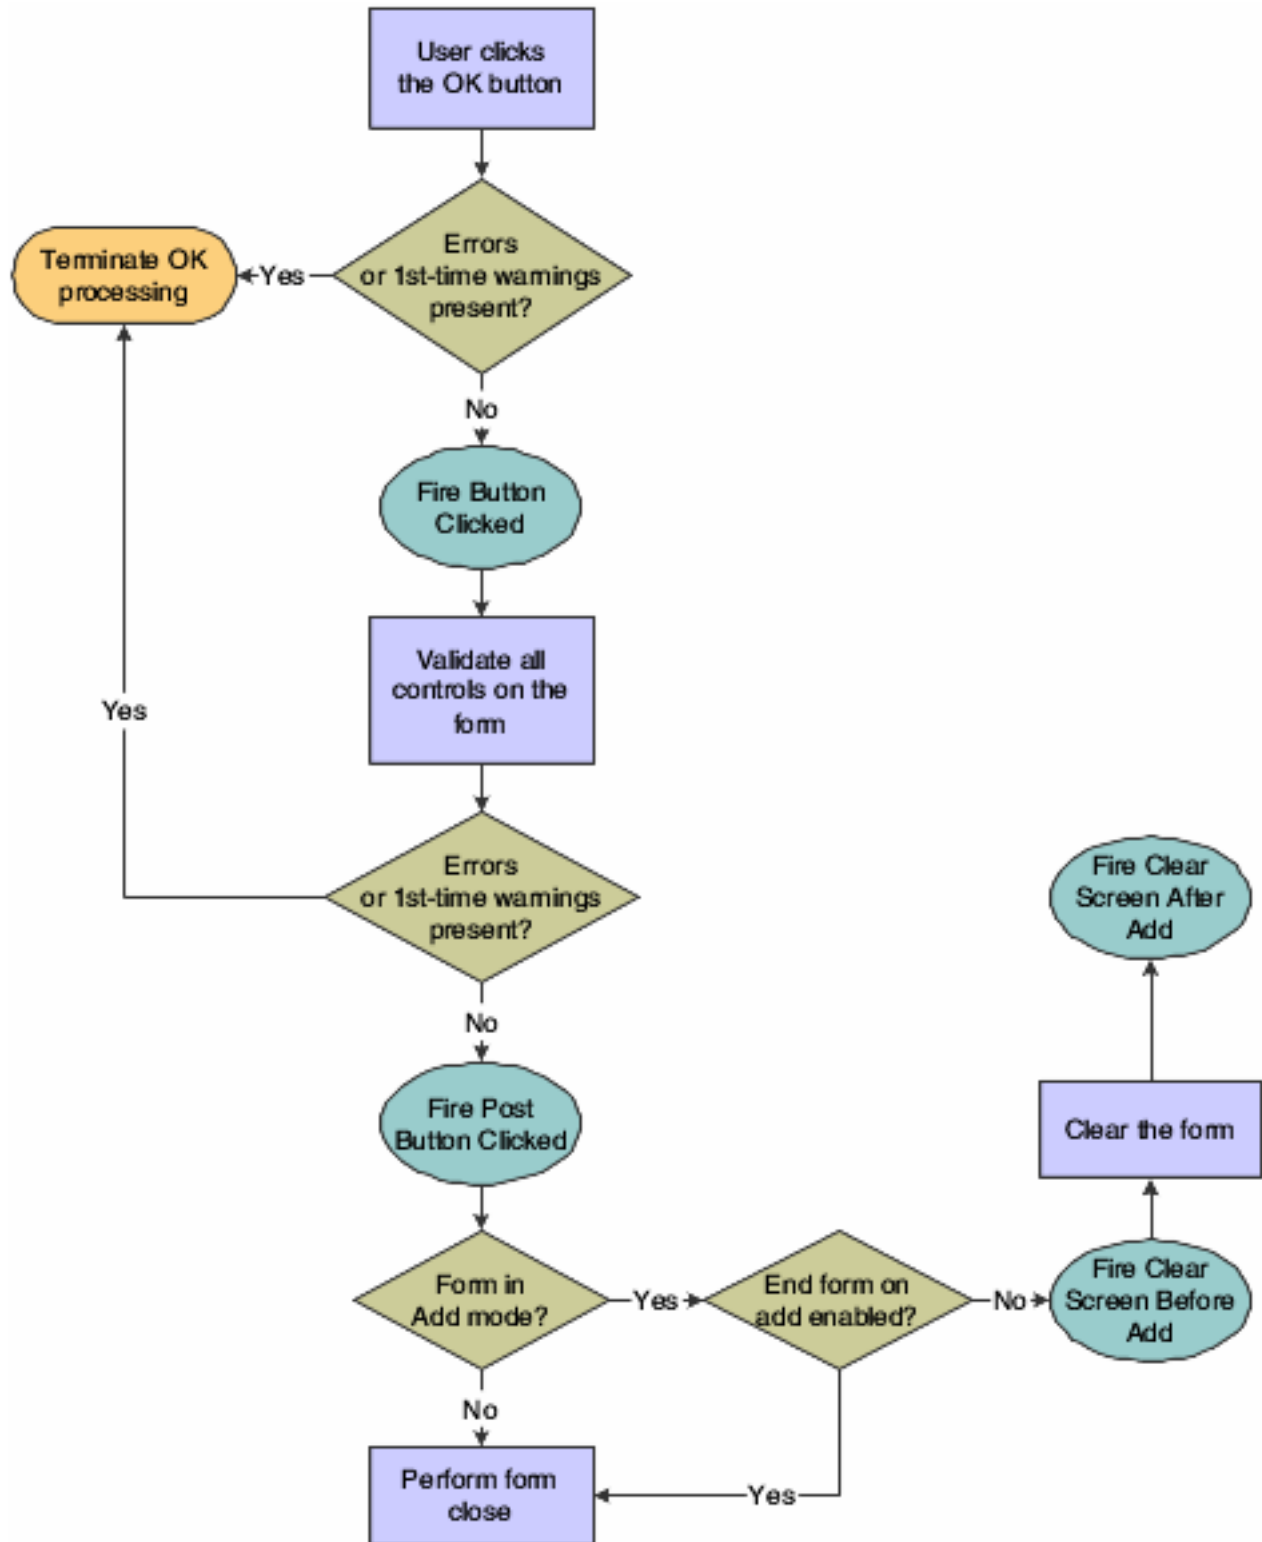 User clicks
the OK button
Errors
or 1st-time warnings
present?
Yes
Terminate OK
processing
No
Fire Button
Clicked
Validate all
controls on the
form
Yes
Errors
or 1st-time warnings
present?
No
Fire Post
Button Clicked
Form in
Add mode?
Yes
End form on
add enabled?
No
Fire Clear
Screen Before
Add
Clear the form
Fire Clear
Screen After
Add
No
Yes
Perform form
close